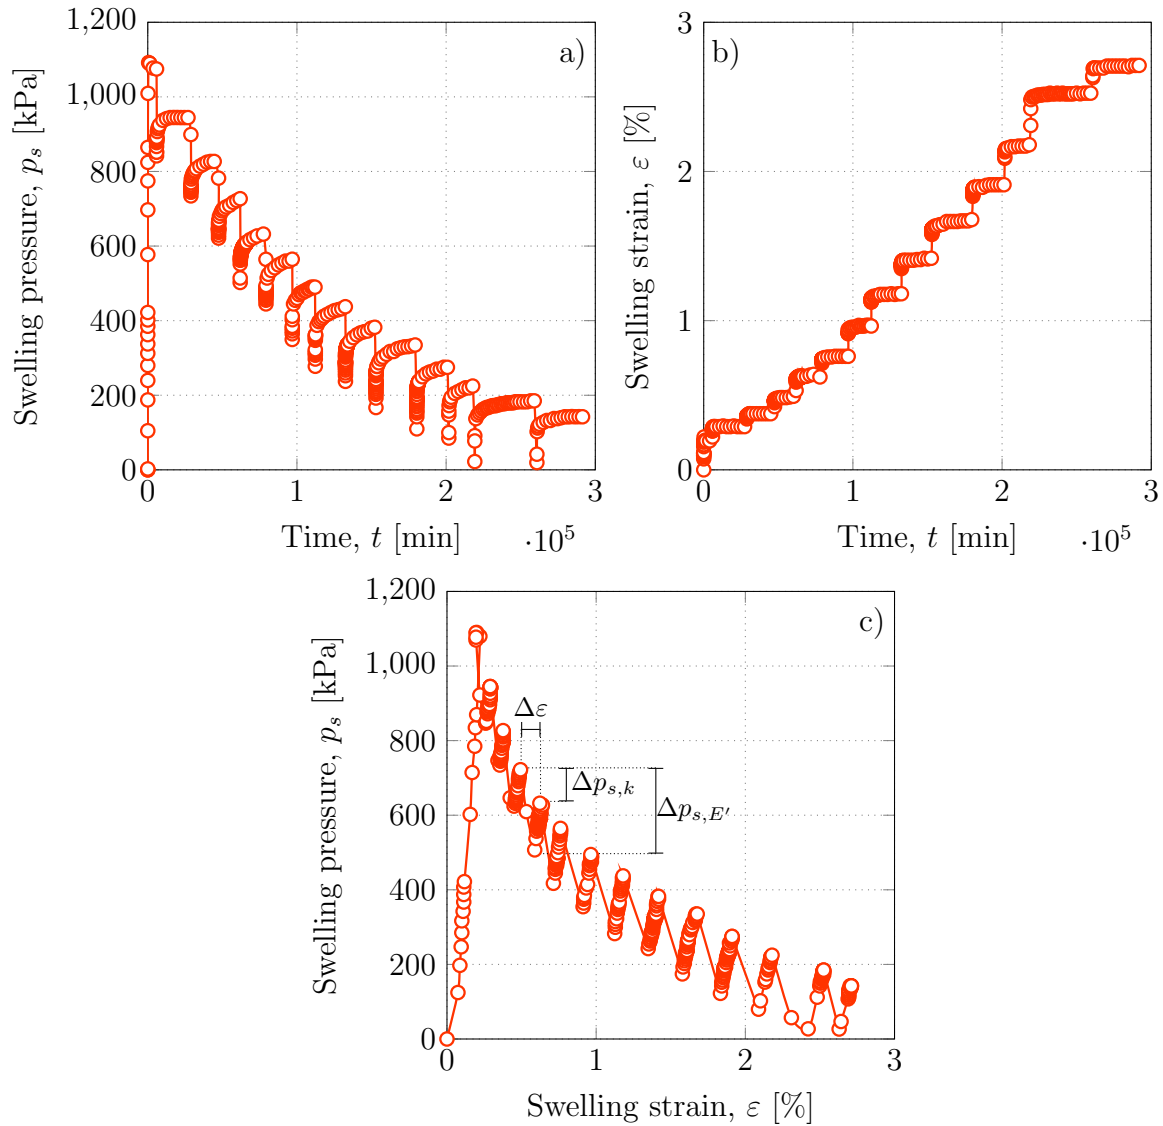 a)
Swelling pressure, p_s [kPa]
1,200
1,000
800
600
400
200
0
0 1 2 3
Time, t [min] ·10^5
b)
Swelling strain, ε [%]
3
2
1
0
0 1 2 3
Time, t [min] ·10^5
c)
Swelling pressure, p_s [kPa]
1,200
1,000
800
600
400
200
0
Δε
Δp_{s,k}
Δp_{s,E′}
0 1 2 3
Swelling strain, ε [%]